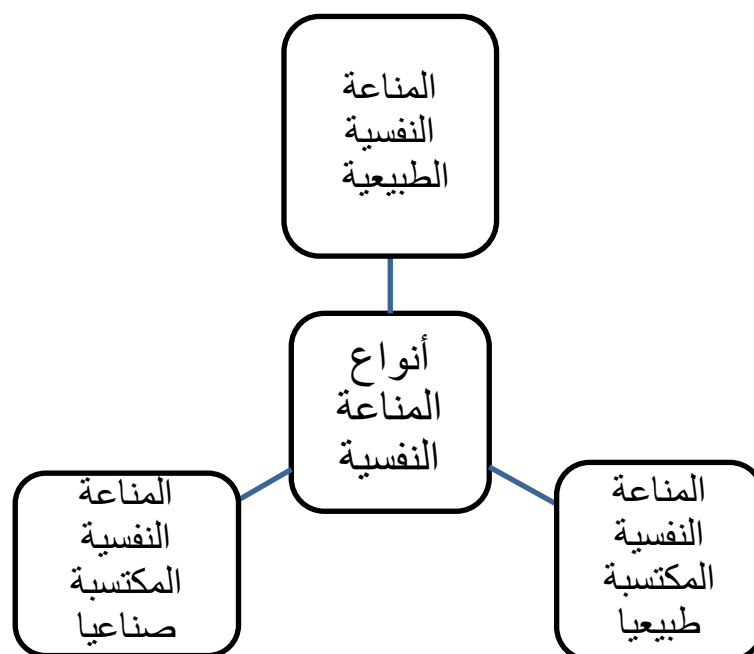 المناعة
النفسية
الطبيعية
أنواع
المناعة
النفسية
المناعة
النفسية
المكتسبة
طبيعيا
المناعة
النفسية
المكتسبة
صناعيا